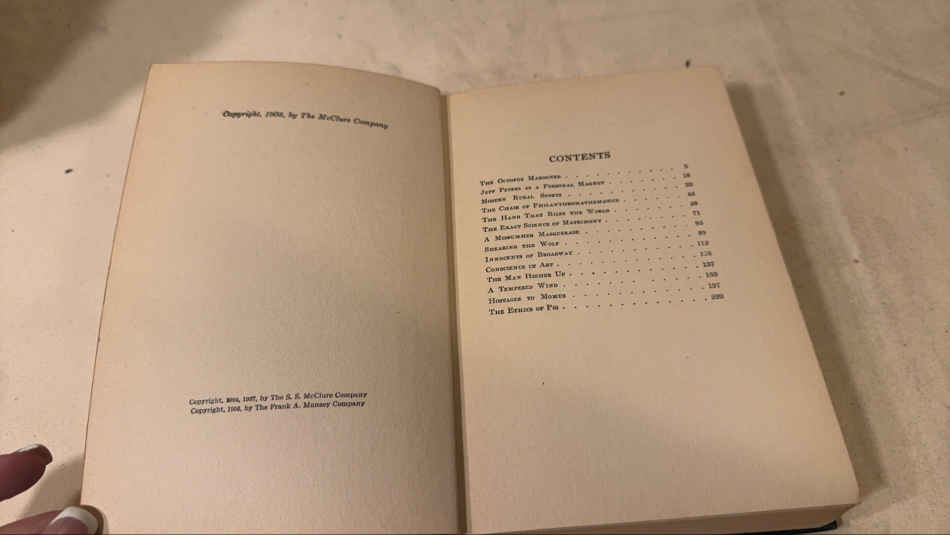 Copyright, 1908, by The McClure Company
Copyright, 1907, by The S. S. McClure Company
Copyright, 1908, by The Frank A. Munsey Company
CONTENTS
The Octopus Marooned
Jeff Peters as a Personal Magnet
Modern Rural Sports
The Chair of Philanthromathematics
The Hand That Riles the World
The Exact Science of Matrimony
A Midsummer Masquerade
Shearing the Wolf
Innocents of Broadway
Conscience in Art
The Man Higher Up 137
A Tempered Wind
Hostages to Momus 197
The Ethics of Pig